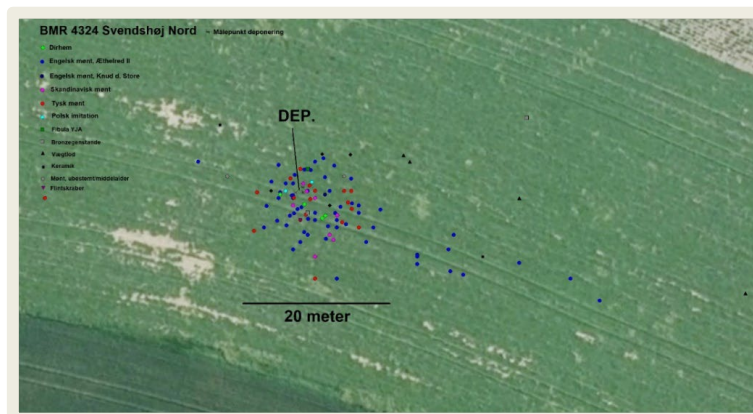 BMR 4324 Svendshøj Nord
Målepunkt deponering
Dirhem
Engelsk mønt, Æthelred II
Engelsk mønt, Knud d. Store
Skandinavisk mønt
Tysk mønt
Polsk imitation
Fibula YJA
Bronzegenstande
Vægtlod
Keramik
Mønt, ubestemt/middelalder
Flintskraber
DEP.
20 meter